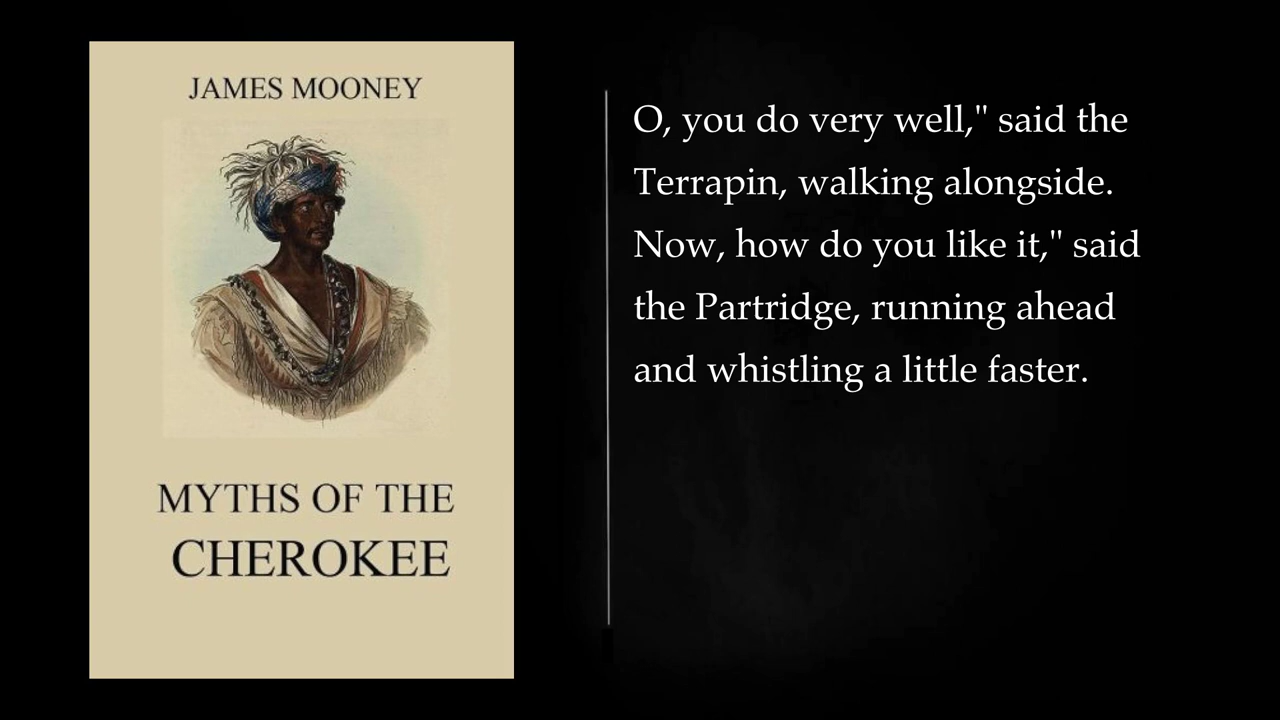 JAMES MOONEY
MYTHS OF THE
CHEROKEE
O, you do very well," said the
Terrapin, walking alongside.
Now, how do you like it," said
the Partridge, running ahead
and whistling a little faster.